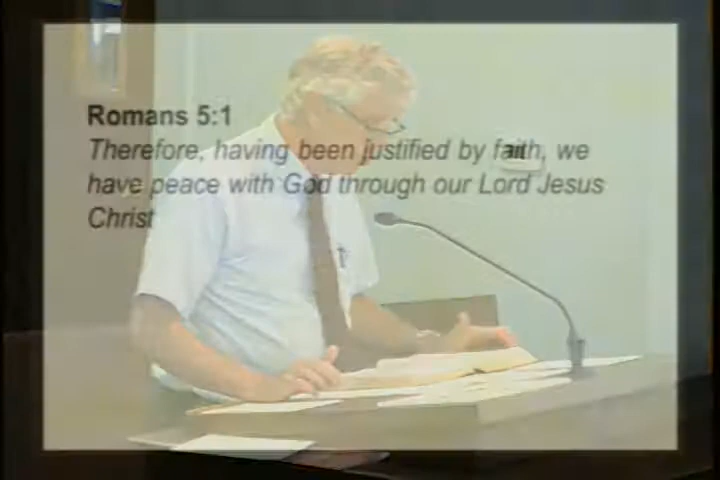 Romans 5:1
Therefore, having been justified by faith, we
have peace with God through our Lord Jesus
Christ